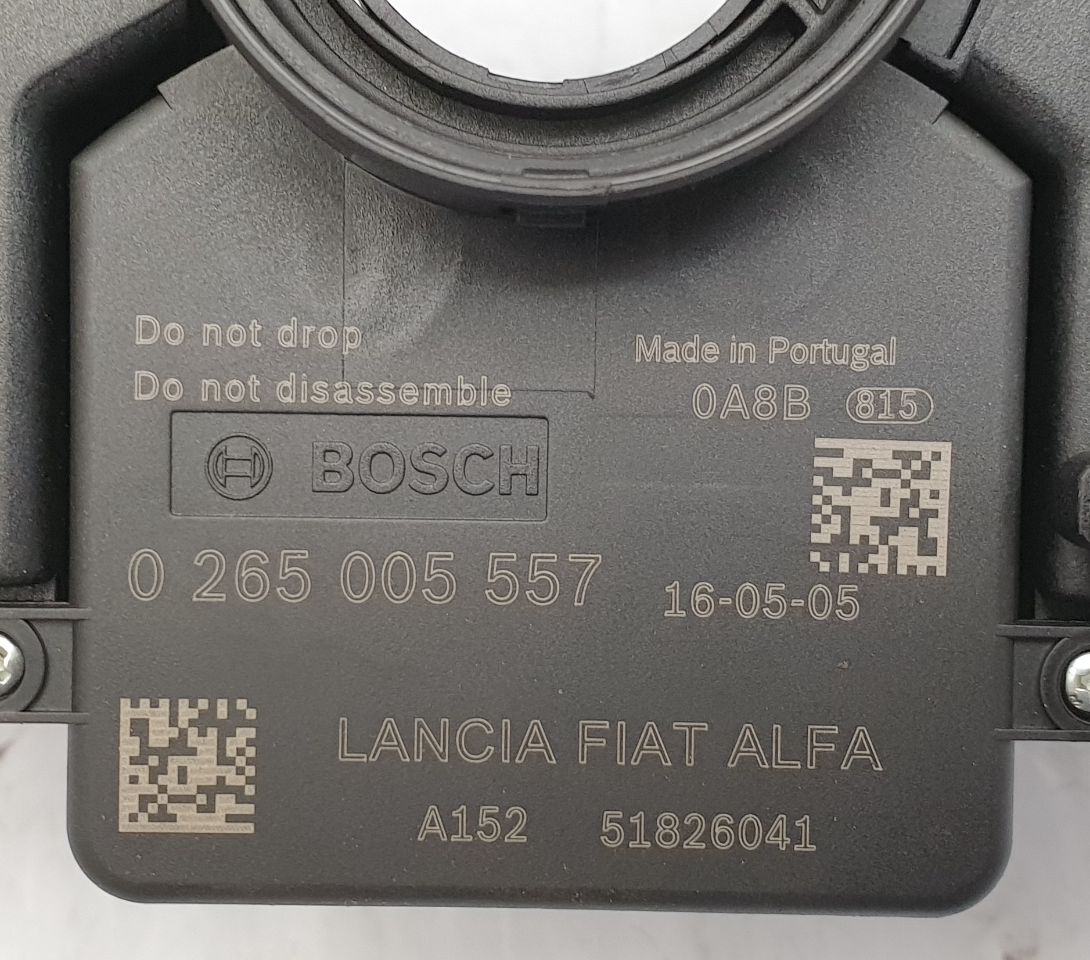 Do not drop
Do not disassemble
Made in Portugal
0A8B 815
BOSCH
0 265 005 557
16-05-05
LANCIA FIAT ALFA
A152 51826041